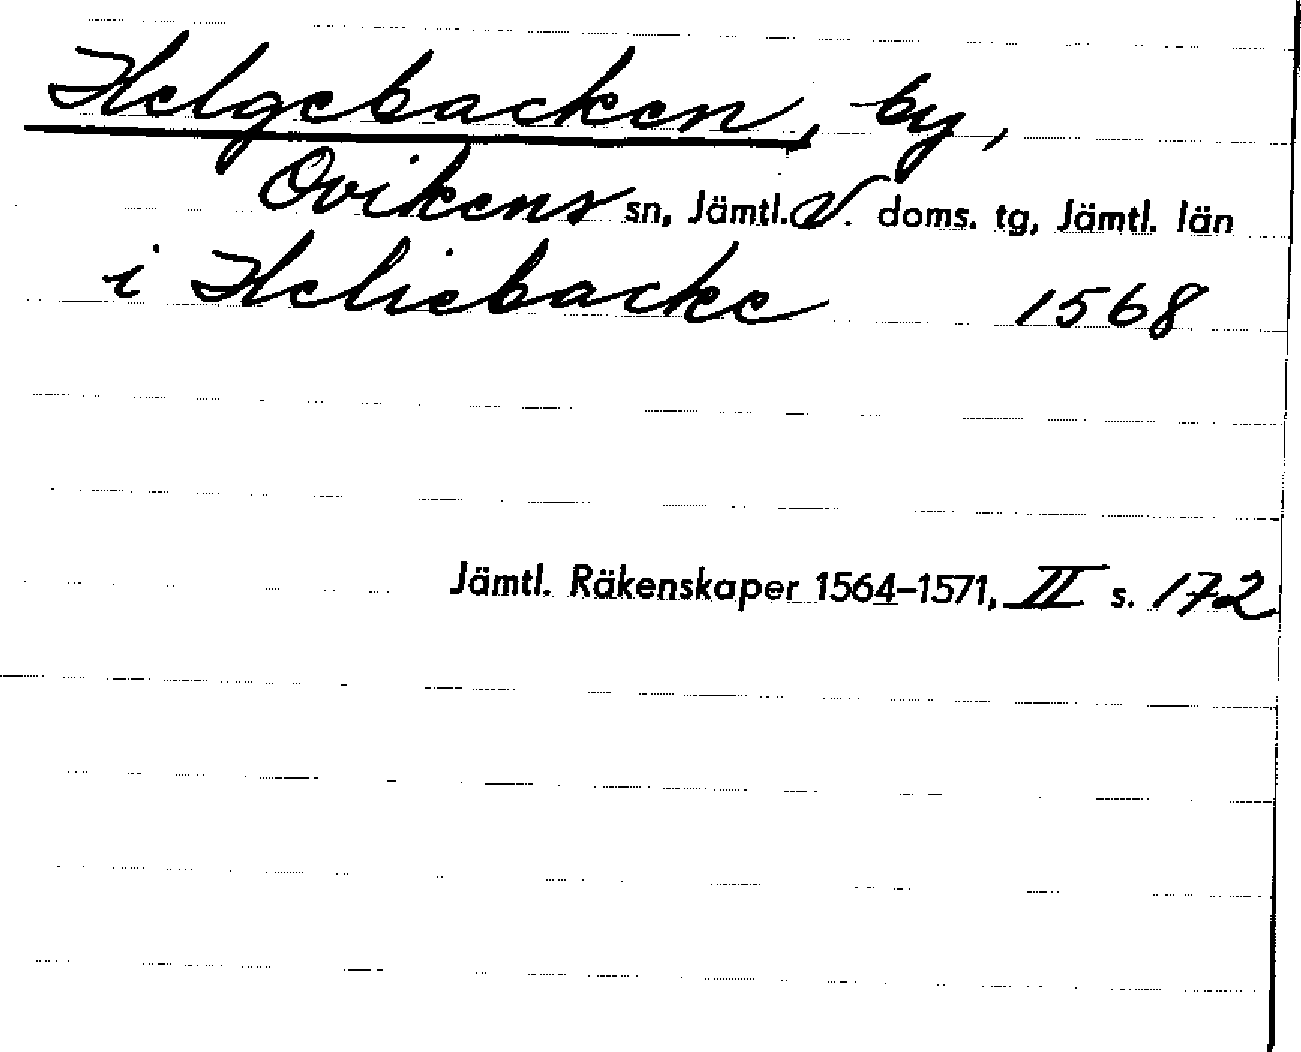 Helgebacken, by,
Ovikens sn, Jämtl. V. doms. tg, Jämtl. län
i Heliebacke 1568
Jämtl. Räkenskaper 1564–1571, II s. 172